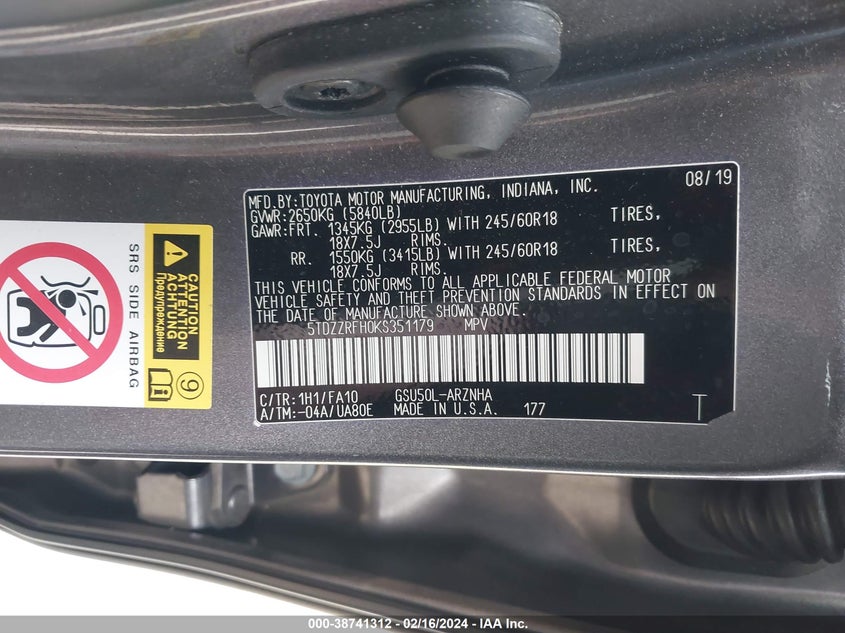 MFD.BY:TOYOTA MOTOR MANUFACTURING, INDIANA, INC. 08/19
GVWR:2650KG (5840LB)
GAWR:FRT. 1345KG (2955LB) WITH 245/60R18 TIRES,
18X7.5J RIMS.
RR. 1550KG (3415LB) WITH 245/60R18 TIRES,
18X7.5J RIMS.
THIS VEHICLE CONFORMS TO ALL APPLICABLE FEDERAL MOTOR
VEHICLE SAFETY AND THEFT PREVENTION STANDARDS IN EFFECT ON
THE DATE OF MANUFACTURE SHOWN ABOVE.
5TDZZRFH0KS351179 MPV
C/TR:1H1/FA10 GSU50L-ARZNHA
A/TM:-04A/UA80E MADE IN U.S.A. 177 T
SRS SIDE AIRBAG
CAUTION
ATTENTION
ACHTUNG
Предупреждение
9
000-38741312 - 02/16/2024 - IAA Inc.